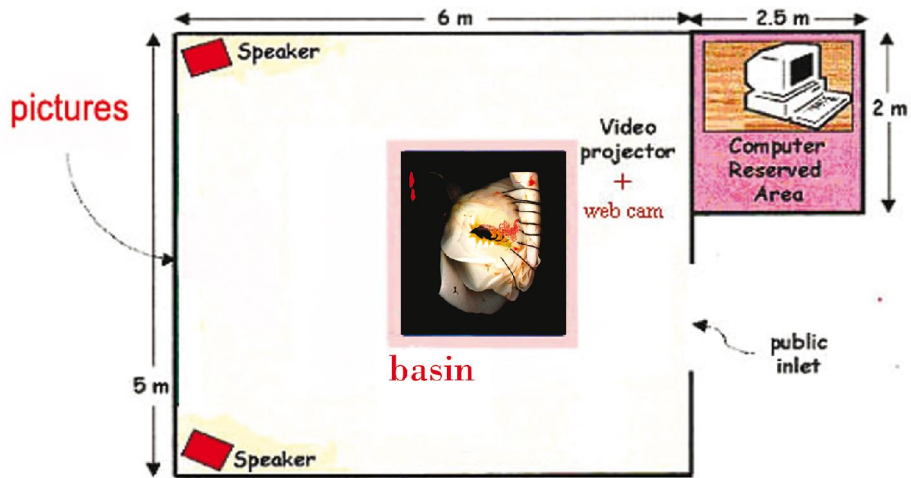 6 m
2.5 m
Speaker
pictures
Video
projector
+
web cam
2 m
Computer
Reserved
Area
public
inlet
basin
5 m
Speaker